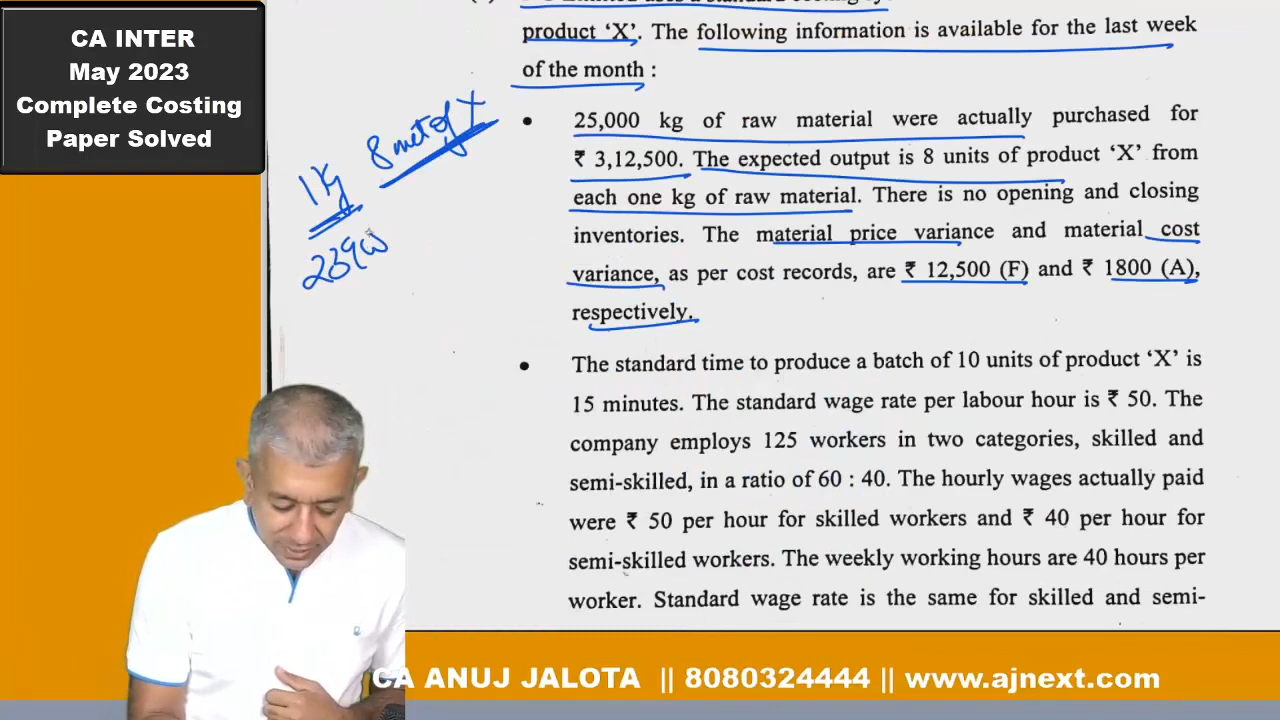 CA INTER
May 2023
Complete Costing
Paper Solved
product ‘X’. The following information is available for the last week
of the month :
• 25,000 kg of raw material were actually purchased for
₹ 3,12,500. The expected output is 8 units of product ‘X’ from
each one kg of raw material. There is no opening and closing
inventories. The material price variance and material cost
variance, as per cost records, are ₹ 12,500 (F) and ₹ 1800 (A),
respectively.
1 Kg
• The standard time to produce a batch of 10 units of product ‘X’ is
15 minutes. The standard wage rate per labour hour is ₹ 50. The
company employs 125 workers in two categories, skilled and
semi-skilled, in a ratio of 60 : 40. The hourly wages actually paid
were ₹ 50 per hour for skilled workers and ₹ 40 per hour for
semi-skilled workers. The weekly working hours are 40 hours per
worker. Standard wage rate is the same for skilled and semi-
CA ANUJ JALOTA || 8080324444 || www.ajnext.com